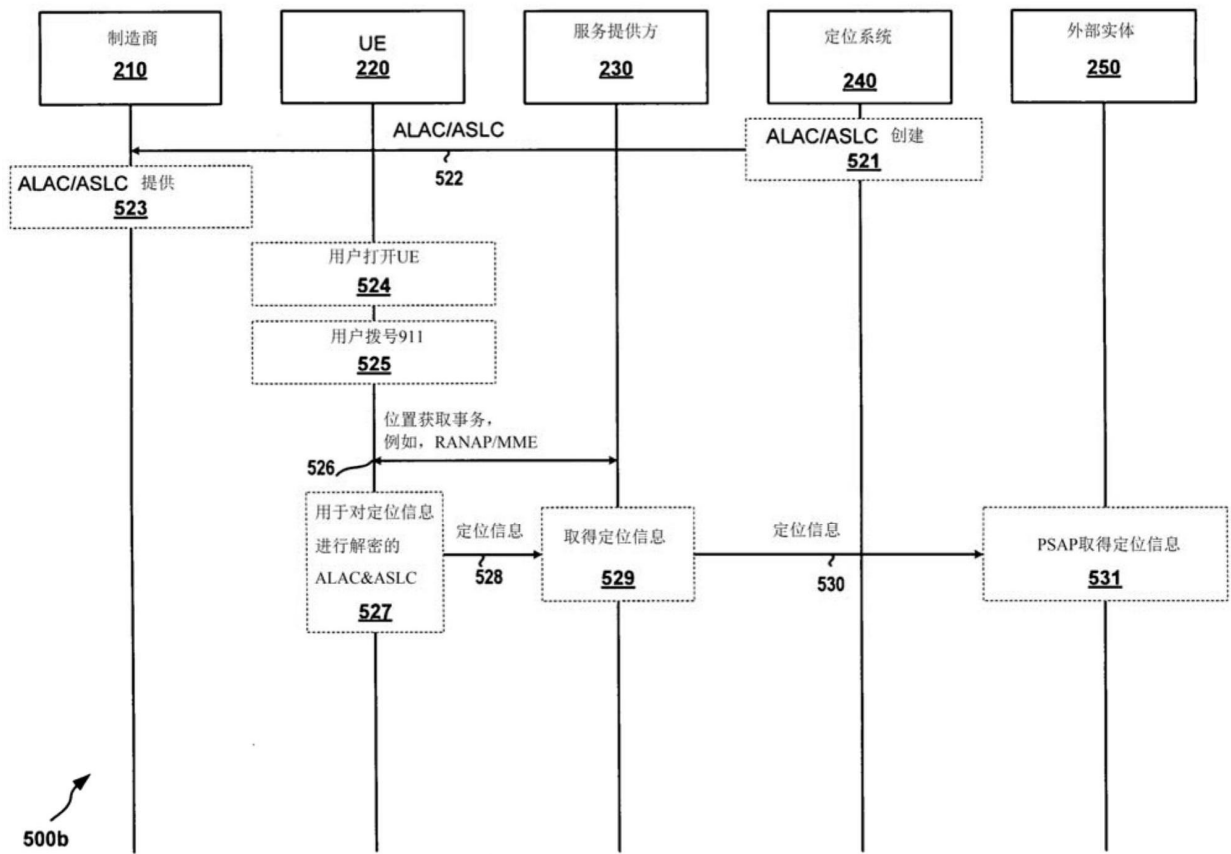 制造商
210
UE
220
服务提供方
230
定位系统
240
外部实体
250
ALAC/ASLC
522
ALAC/ASLC 创建
521
ALAC/ASLC 提供
523
用户打开UE
524
用户拨号911
525
位置获取事务，
例如，RANAP/MME
526
用于对定位信息
进行解密的
ALAC&ASLC
527
定位信息
528
取得定位信息
529
定位信息
530
PSAP取得定位信息
531
500b